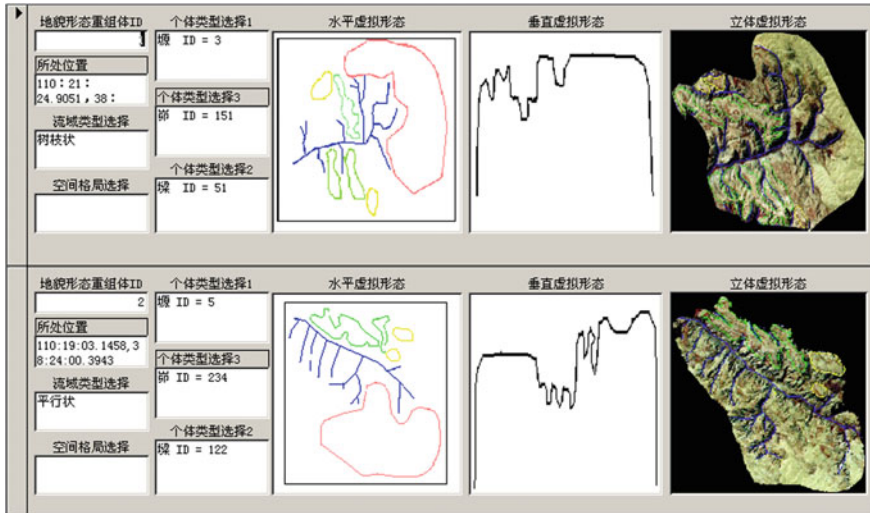 地貌形态重组体ID
所处位置
110：21：
24.9051，38：
流域类型选择
树枝状
空间格局选择
个体类型选择1
塬 ID = 3
个体类型选择3
峁 ID = 151
个体类型选择2
梁 ID = 51
水平虚拟形态
垂直虚拟形态
立体虚拟形态
地貌形态重组体ID
2
所处位置
110:19:03.1458,3
8:24:00.3943
流域类型选择
平行状
空间格局选择
个体类型选择1
塬 ID = 5
个体类型选择3
峁 ID = 234
个体类型选择2
梁 ID = 122
水平虚拟形态
垂直虚拟形态
立体虚拟形态